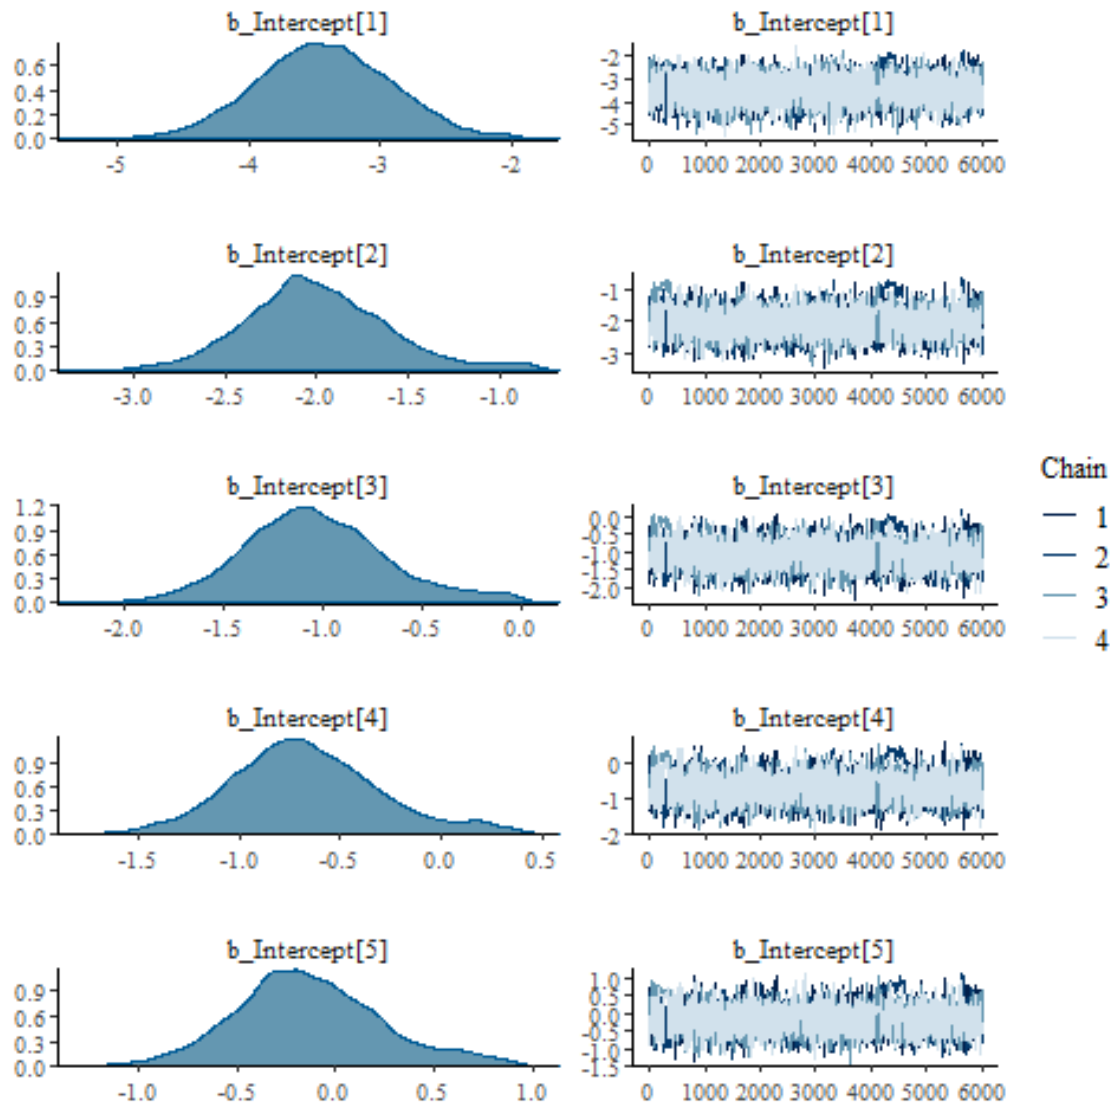 b_Intercept[1] b_Intercept[1]
0.6
0.4
0.2
0.0
-5 -4 -3 -2
-2
-3
-4
-5
0 1000 2000 3000 4000 5000 6000
b_Intercept[2] b_Intercept[2]
0.9
0.6
0.3
0.0
-3.0 -2.5 -2.0 -1.5 -1.0
-1
-2
-3
0 1000 2000 3000 4000 5000 6000
b_Intercept[3] b_Intercept[3]
1.2
0.9
0.6
0.3
0.0
-2.0 -1.5 -1.0 -0.5 0.0
0.0
-0.5
-1.0
-1.5
-2.0
0 1000 2000 3000 4000 5000 6000
b_Intercept[4] b_Intercept[4]
0.9
0.6
0.3
0.0
-1.5 -1.0 -0.5 0.0 0.5
0
-1
-2
0 1000 2000 3000 4000 5000 6000
b_Intercept[5] b_Intercept[5]
0.9
0.6
0.3
0.0
-1.0 -0.5 0.0 0.5 1.0
1.0
0.5
0.0
-0.5
-1.0
-1.5
0 1000 2000 3000 4000 5000 6000
Chain
1
2
3
4